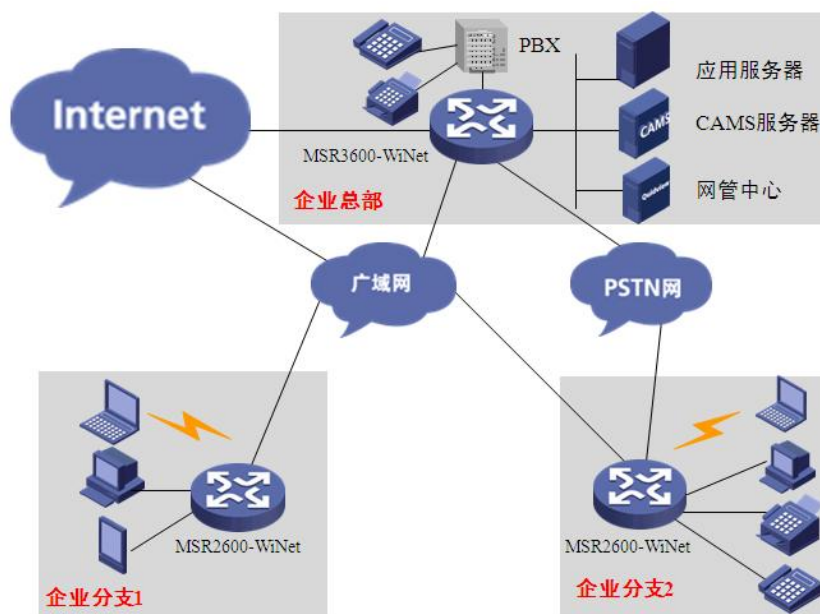 PBX
Internet
应用服务器
CAMS
CAMS服务器
MSR3600-WiNet
Quidview
网管中心
企业总部
广域网
PSTN网
MSR2600-WiNet
企业分支1
MSR2600-WiNet
企业分支2